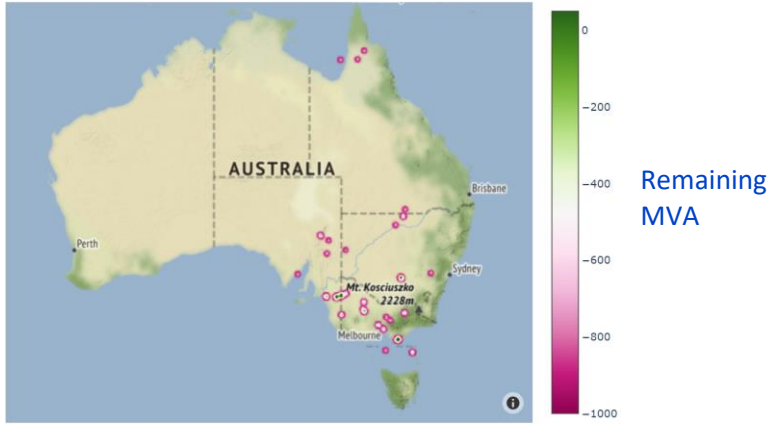 AUSTRALIA
Brisbane
Perth
Sydney
Mt. Kosciuszko
2228m
Melbourne
i
0
−200
−400
−600
−800
−1000
Remaining
MVA